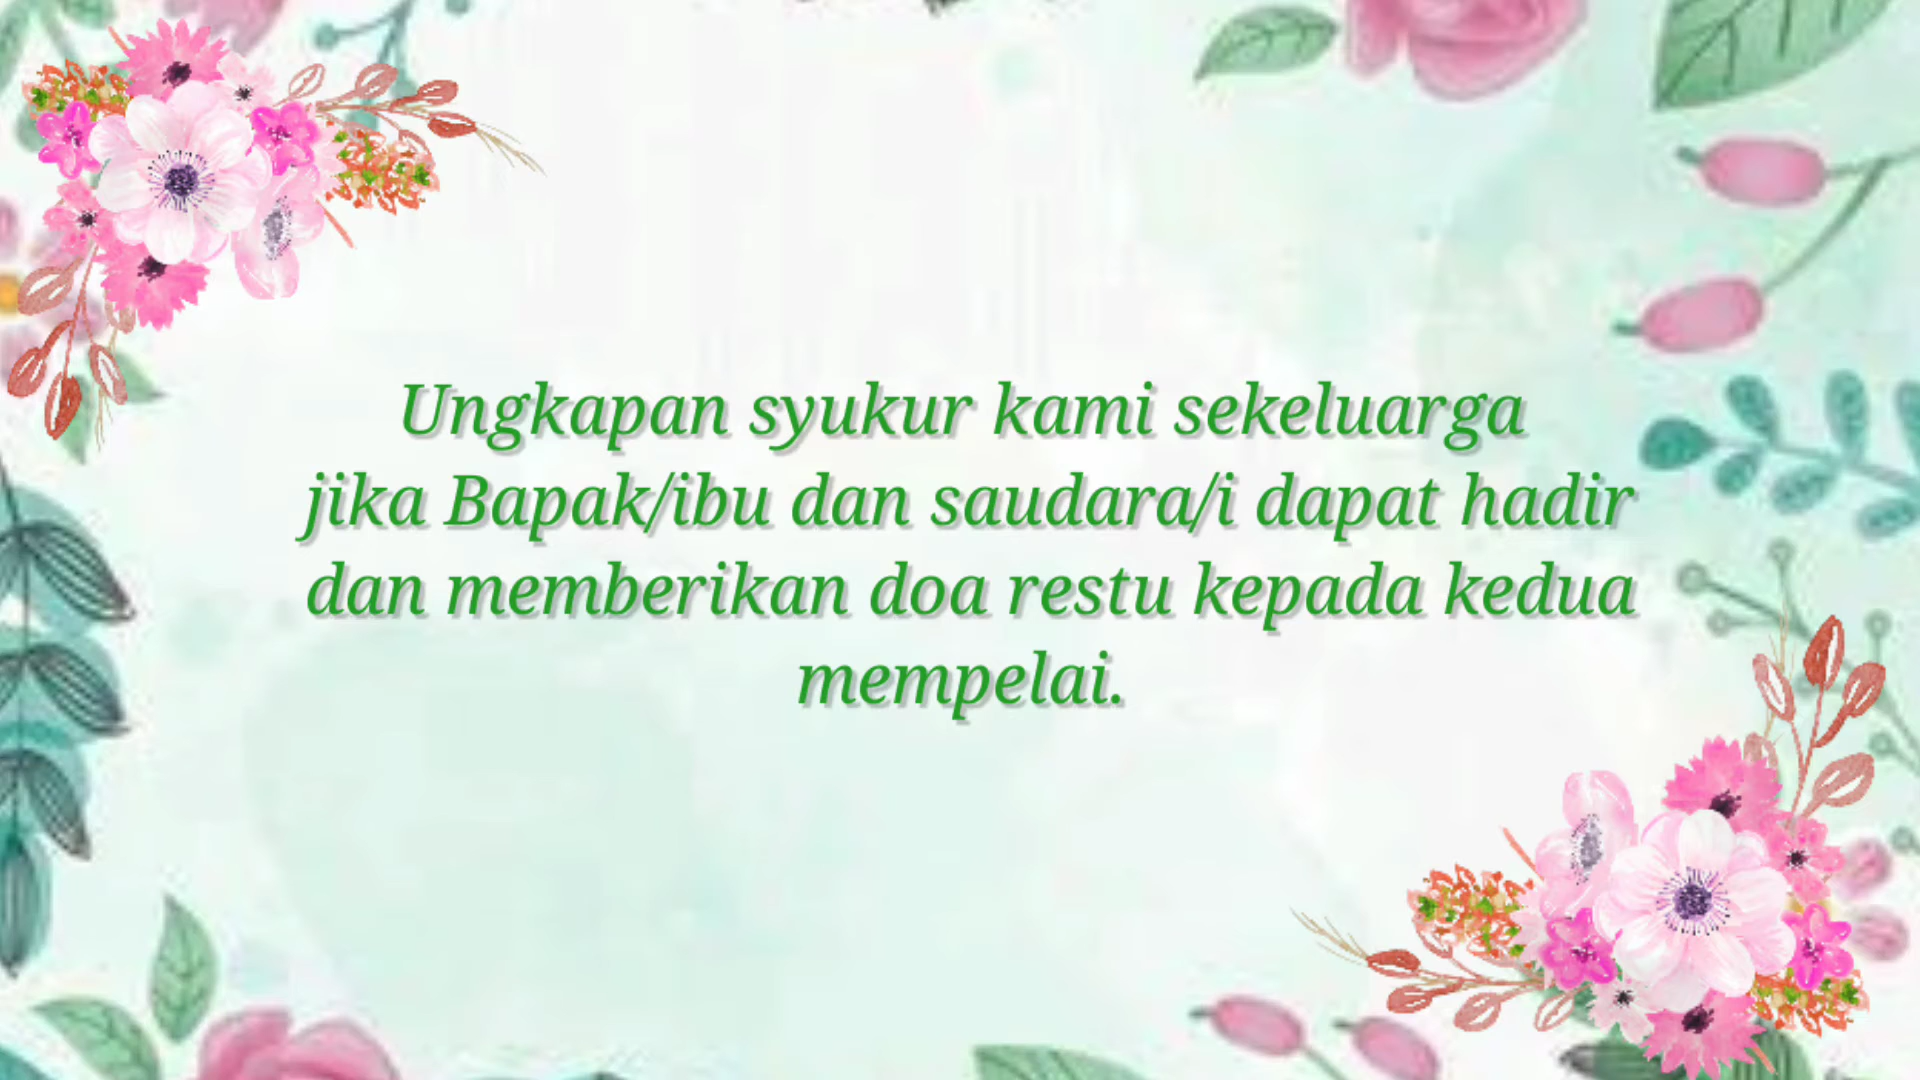 Ungkapan syukur kami sekeluarga
jika Bapak/ibu dan saudara/i dapat hadir
dan memberikan doa restu kepada kedua
mempelai.